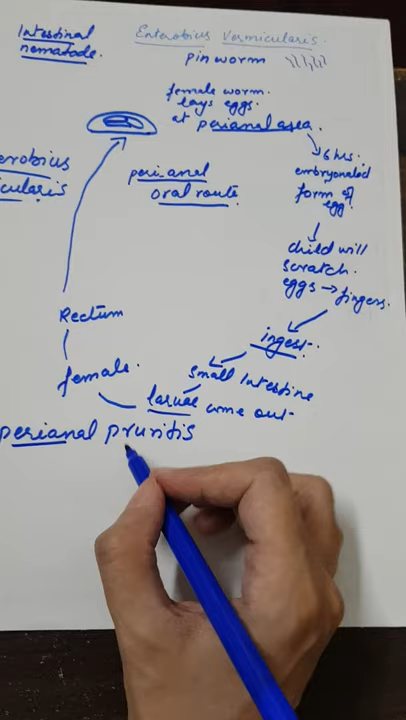 Intestinal
nematode.
Enterobius Vermicularis.
pin worm
female worm
lays eggs.
at perianal area.
6 hrs.
embryonated
form of
egg.
perianal
oral route
erobius
icularis
child will
scratch.
eggs → fingers.
ingest.
small Intestine
larvae come out
female.
Rectum
perianal pruritis